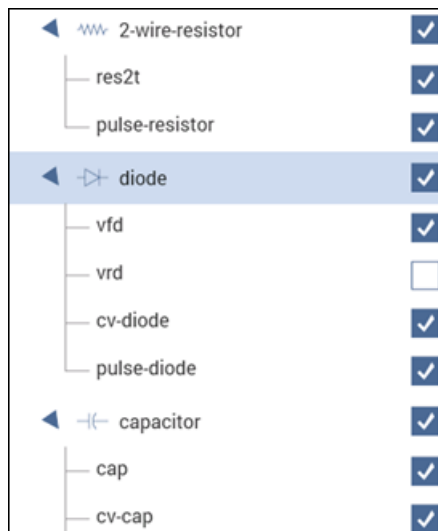 2-wire-resistor
res2t
pulse-resistor
diode
vfd
vrd
cv-diode
pulse-diode
capacitor
cap
cv-cap